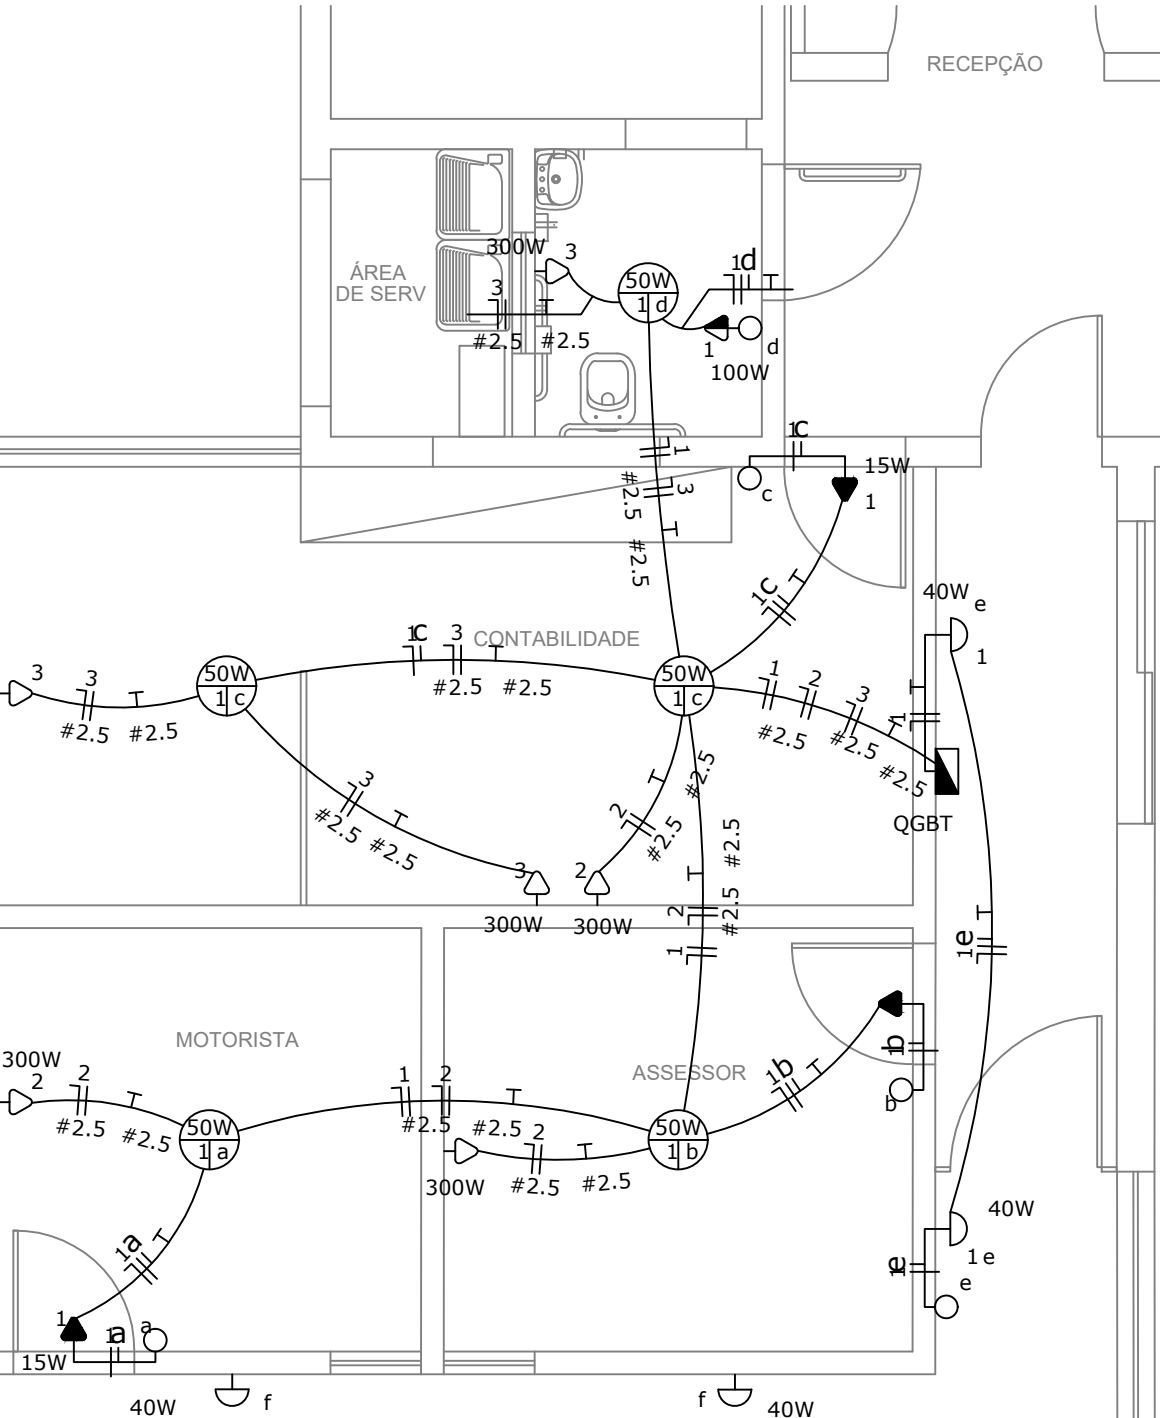 RECEPÇÃO
ÁREA
DE SERV
300W
3
50W
1 d
1d
3
#2.5
#2.5
d
1
100W
1
3
#2.5
#2.5
1c
c
15W
1
1c
40W
e
1
1
QGBT
CONTABILIDADE
3
3
#2.5
#2.5
50W
1 c
1c
3
#2.5
#2.5
50W
1 c
1
2
3
#2.5
#2.5
#2.5
3
#2.5
#2.5
3
300W
2
300W
2
#2.5
#2.5
#2.5
#2.5
2
1
1e
MOTORISTA
300W
2
2
#2.5
#2.5
50W
1 a
1
2
#2.5
#2.5
ASSESSOR
50W
1 b
1b
1b
b
300W
2
#2.5
#2.5
1a
1
1a
a
15W
40W
1 e
1e
e
40W
f
f
40W